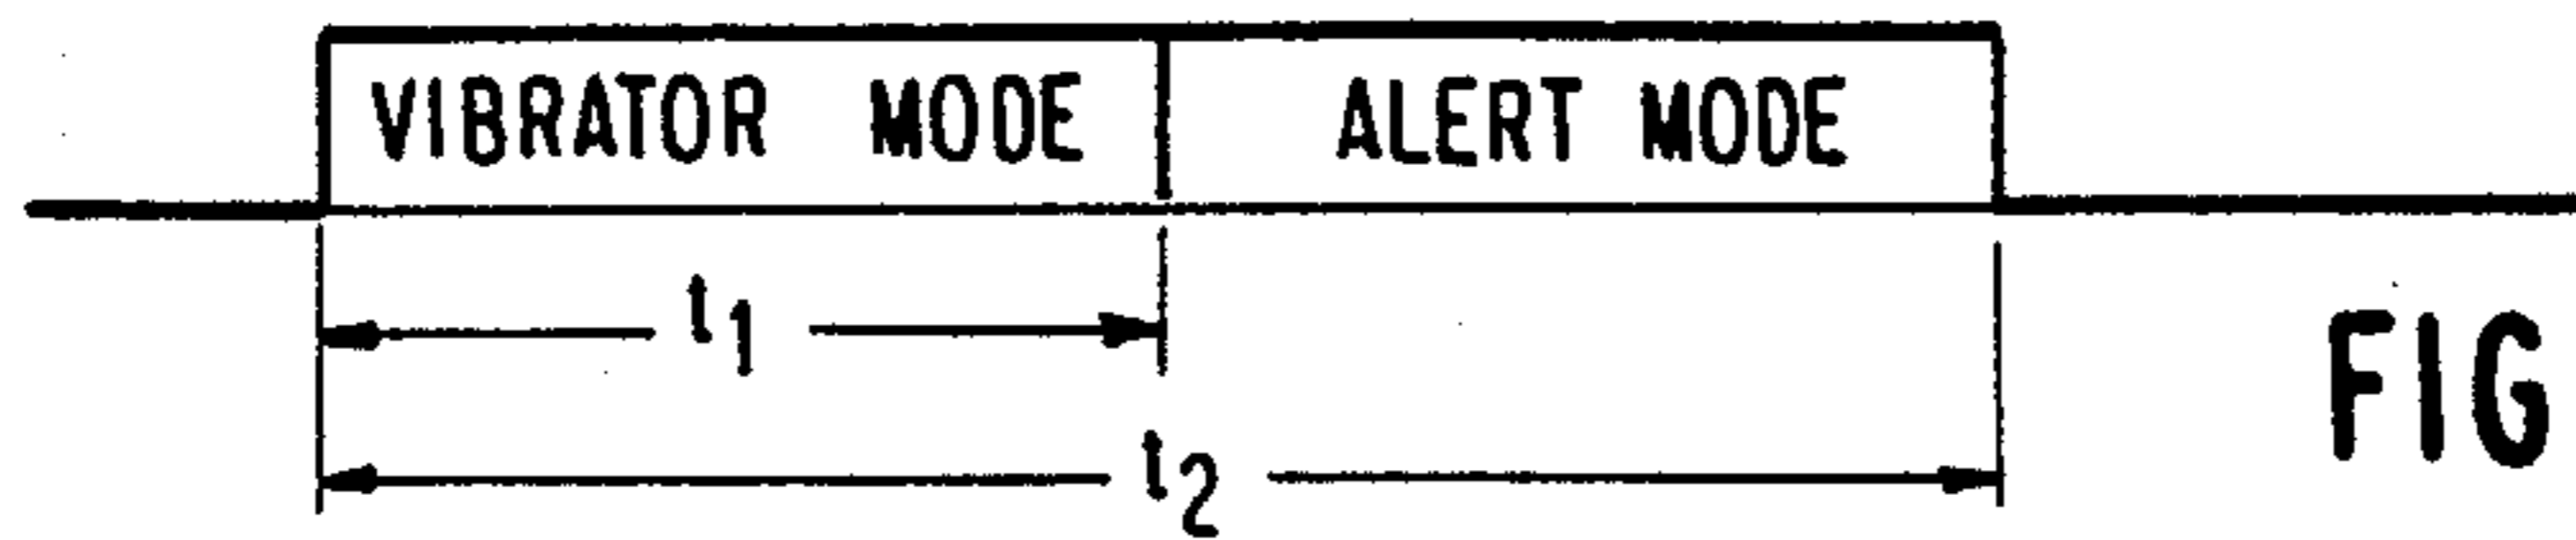 VIBRATOR MODE ALERT MODE
t1
t2
FIG